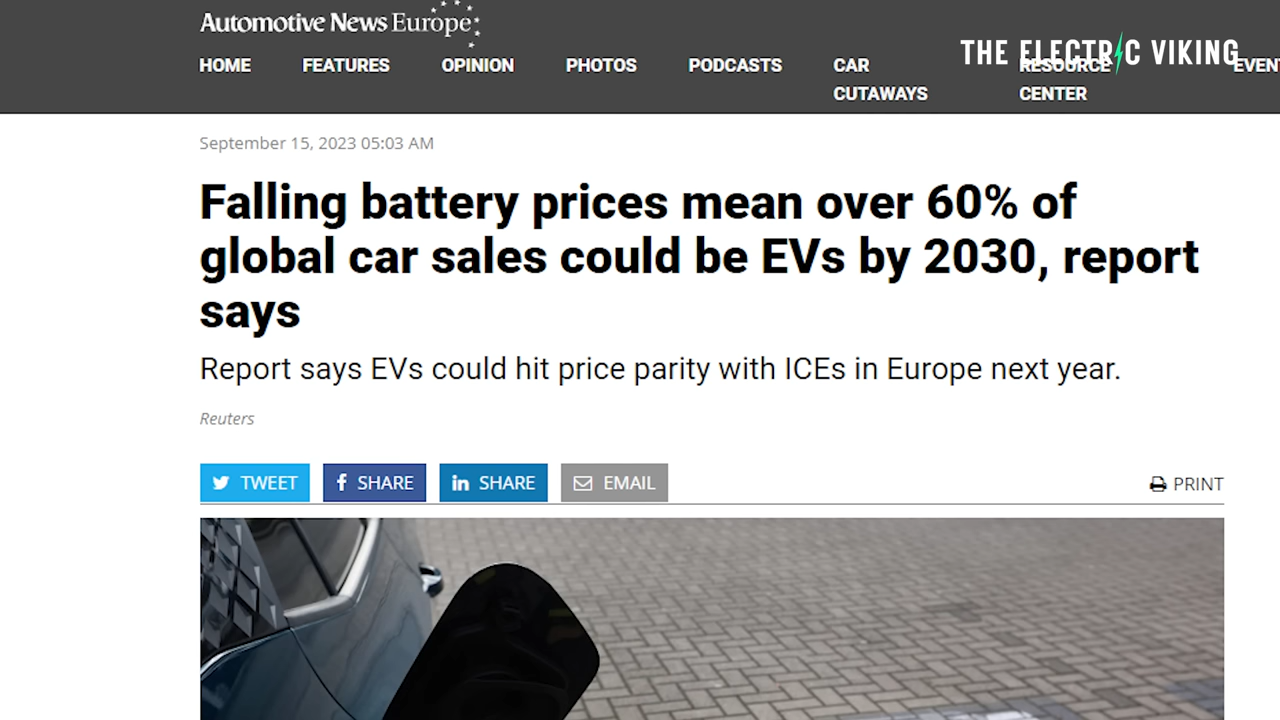 Automotive News Europe
THE ELECTRIC VIKING
HOME FEATURES OPINION PHOTOS PODCASTS CAR CUTAWAYS RESOURCE CENTER EVENT
September 15, 2023 05:03 AM
Falling battery prices mean over 60% of
global car sales could be EVs by 2030, report
says
Report says EVs could hit price parity with ICEs in Europe next year.
Reuters
TWEET SHARE SHARE EMAIL PRINT